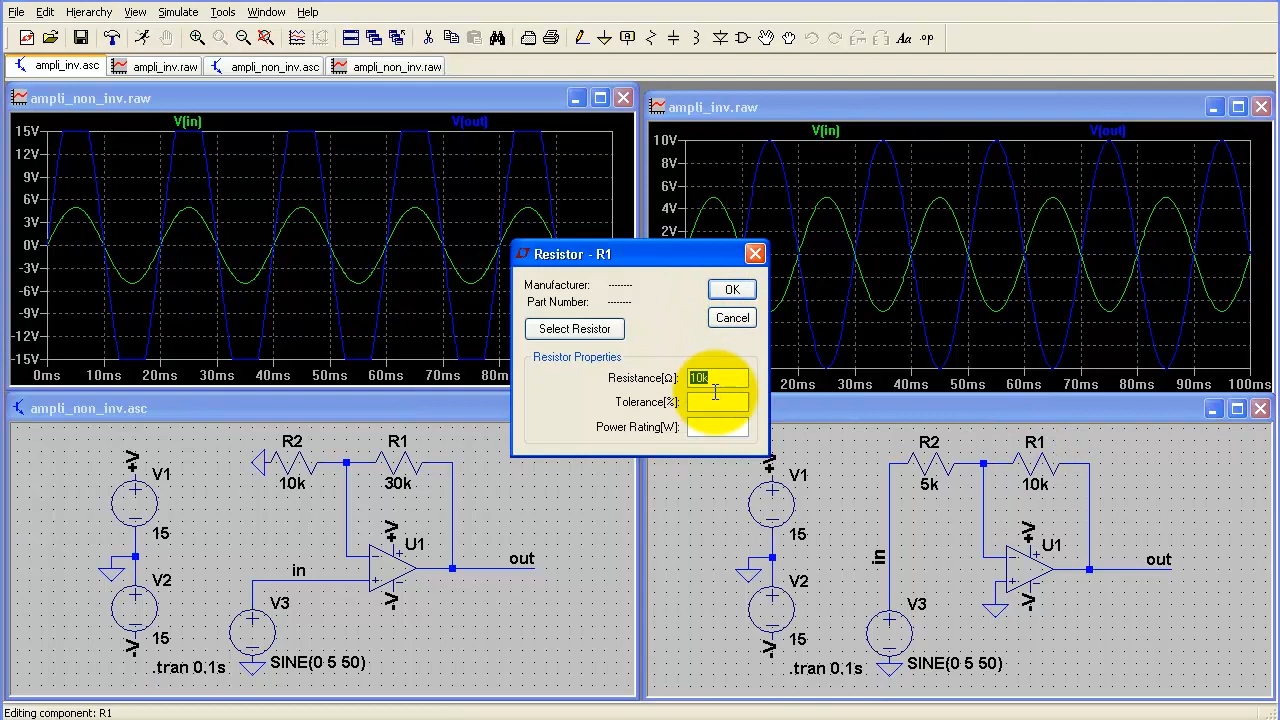 File Edit Hierarchy View Simulate Tools Window Help
Aa .op
ampli_inv.asc ampli_inv.raw ampli_non_inv.asc ampli_non_inv.raw
ampli_non_inv.raw
V(in) V(out)
15V
12V
9V
6V
3V
0V
-3V
-6V
-9V
-12V
-15V
0ms 10ms 20ms 30ms 40ms 50ms 60ms 70ms 80ms
ampli_inv.raw
V(in) V(out)
10V
8V
6V
4V
2V
20ms 30ms 40ms 50ms 60ms 70ms 80ms 90ms 100ms
Resistor - R1
Manufacturer: --------
Part Number: --------
OK
Cancel
Select Resistor
Resistor Properties
Resistance[Ω]: 10k
Tolerance[%]:
Power Rating[W]:
ampli_non_inv.asc
+V
V1
15
V2
15
-V
.tran 0.1s
R2 R1
10k 30k
+V
U1
in
out
-V
V3
SINE(0 5 50)
+V
V1
15
V2
15
-V
.tran 0.1s
R2 R1
5k 10k
+V
U1
in
out
-V
V3
SINE(0 5 50)
Editing component: R1